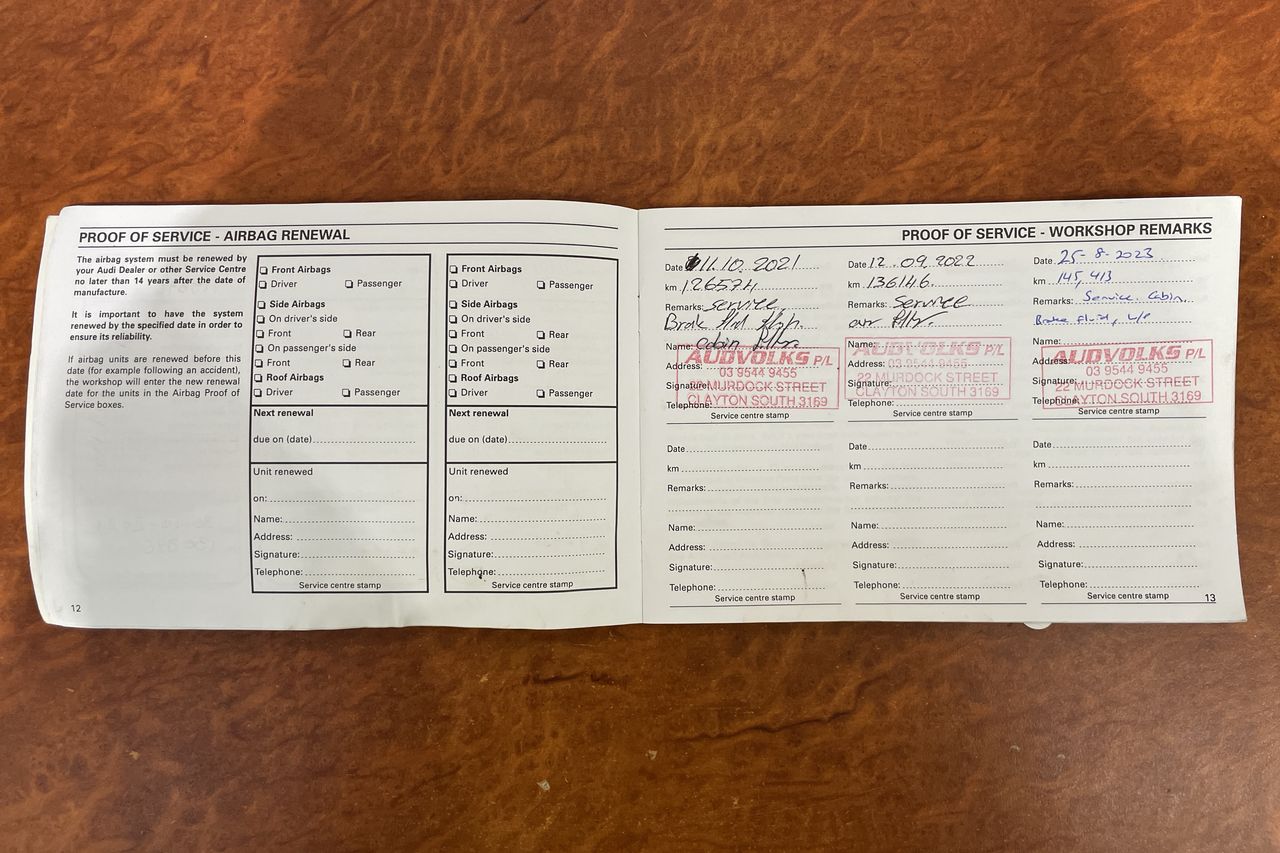 PROOF OF SERVICE - AIRBAG RENEWAL
The airbag system must be renewed by
your Audi Dealer or other Service Centre
no later than 14 years after the date of
manufacture.
It is important to have the system
renewed by the specified date in order to
ensure its reliability.
If airbag units are renewed before this
date (for example following an accident),
the workshop will enter the new renewal
date for the units in the Airbag Proof of
Service boxes.
Front Airbags
Driver Passenger
Side Airbags
On driver's side
Front Rear
On passenger's side
Front Rear
Roof Airbags
Driver Passenger
Next renewal
due on (date)
Unit renewed
on:
Name:
Address:
Signature:
Telephone:
Service centre stamp
Front Airbags
Driver Passenger
Side Airbags
On driver's side
Front Rear
On passenger's side
Front Rear
Roof Airbags
Driver Passenger
Next renewal
due on (date)
Unit renewed
on:
Name:
Address:
Signature:
Telephone:
Service centre stamp
12
PROOF OF SERVICE - WORKSHOP REMARKS
Date 11.10.2021
km 126574
Remarks: service
Brak
Name:
Address:
Signature:
Telephone:
AUDVOLKS P/L
03 9544 9455
22 MURDOCK STREET
CLAYTON SOUTH 3169
Service centre stamp
Date 12.09.2022
km 136146.
Remarks: Service
Name:
Address:
Signature:
Telephone:
AUDVOLKS P/L
03 9544 9455
22 MURDOCK STREET
CLAYTON SOUTH 3169
Service centre stamp
Date 25-8-2023
km 145,413
Remarks: Service. Cabin,
Brake fluid,
Name:
Address:
Signature:
Telephone:
AUDVOLKS P/L
03 9544 9455
22 MURDOCK STREET
CLAYTON SOUTH 3169
Service centre stamp
Date
km
Remarks:
Name:
Address:
Signature:
Telephone:
Service centre stamp
Date
km
Remarks:
Name:
Address:
Signature:
Telephone:
Service centre stamp
Date
km
Remarks:
Name:
Address:
Signature:
Telephone:
Service centre stamp
13